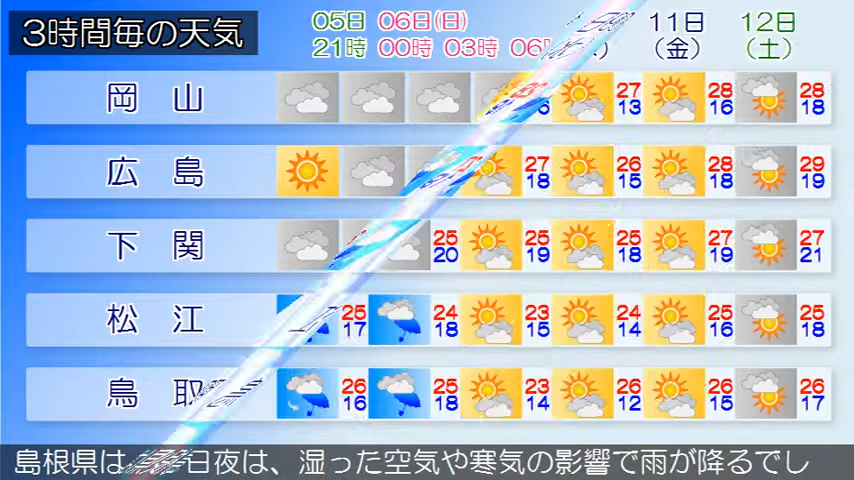 3時間毎の天気
05日 06日(日) 11日 12日
21時 00時 03時 (金) (土)
岡 山 27 28 28
13 16 18
広 島 27 26 28 29
18 15 18 19
下 関 25 25 25 27 27
20 19 18 19 21
松 江 25 24 23 24 25 25
17 18 15 14 16 18
鳥 取 26 25 23 26 26 26
16 18 14 12 15 17
島根県は 日夜は、湿った空気や寒気の影響で雨が降るでし